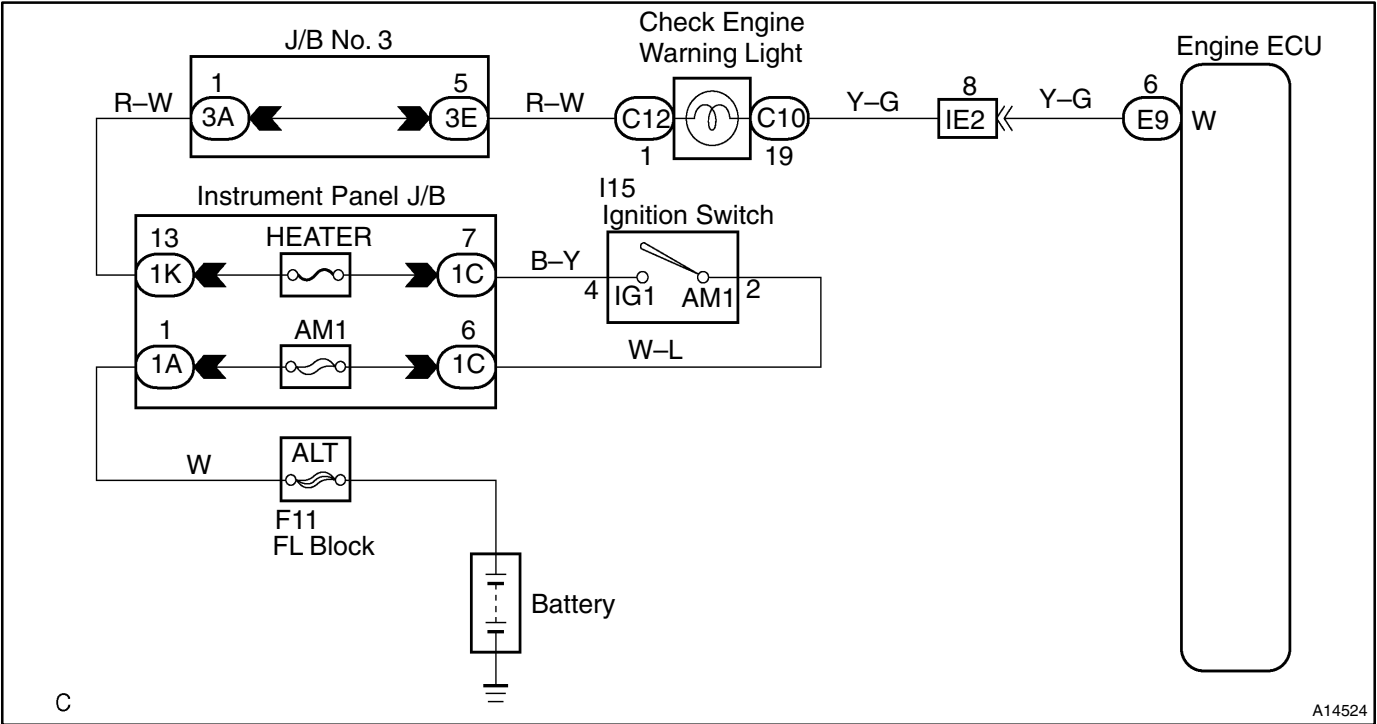 J/B No. 3
Check Engine
Warning Light
Engine ECU
1
5
8
6
R–W
3A
3E
R–W
C12
C10
Y–G
IE2
Y–G
E9
W
1
19
Instrument Panel J/B
I15
Ignition Switch
13
HEATER
7
1K
1C
B–Y
4
IG1
AM1
2
1
AM1
6
1A
1C
W–L
W
ALT
F11
FL Block
Battery
C
A14524